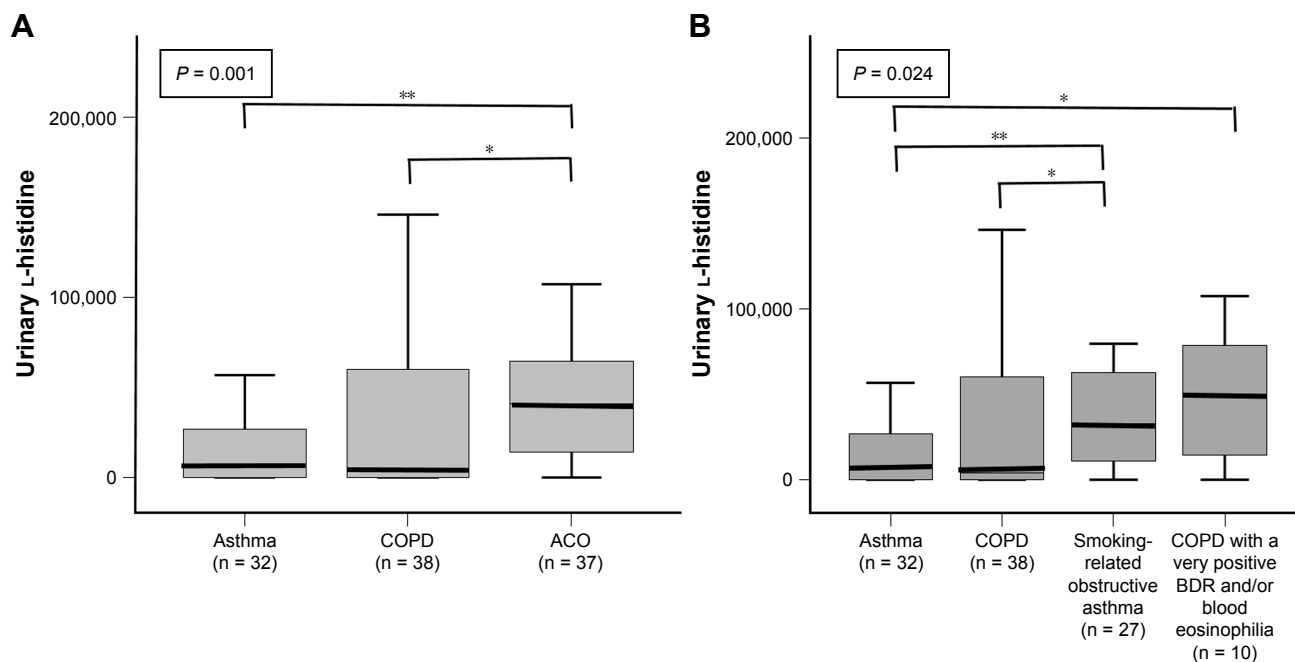 A
P = 0.001
**
*
200,000
100,000
0
Urinary L-histidine
Asthma
(n = 32)
COPD
(n = 38)
ACO
(n = 37)
B
P = 0.024
*
**
*
200,000
100,000
0
Urinary L-histidine
Asthma
(n = 32)
COPD
(n = 38)
Smoking-
related
obstructive
asthma
(n = 27)
COPD with a
very positive
BDR and/or
blood
eosinophilia
(n = 10)